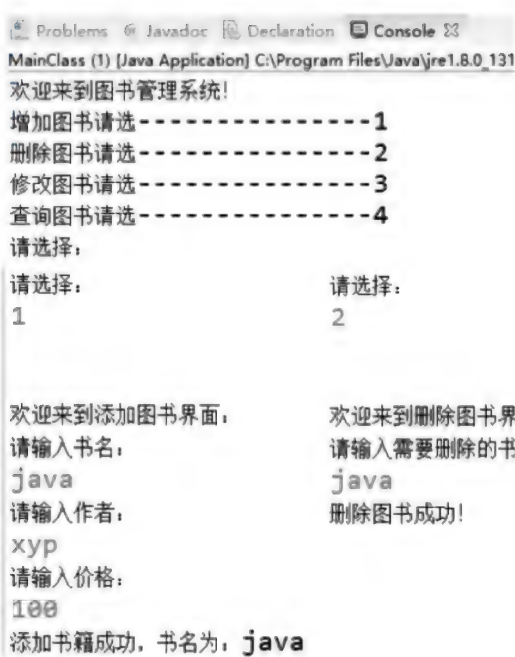 Problems @ Javadoc Declaration Console
MainClass (1) [Java Application] C:\Program Files\Java\jre1.8.0_131
欢迎来到图书管理系统!
增加图书请选---------------1
删除图书请选---------------2
修改图书请选---------------3
查询图书请选---------------4
请选择:
请选择:
1
欢迎来到添加图书界面:
请输入书名:
java
请输入作者:
xyp
请输入价格:
100
添加书籍成功, 书名为: java
请选择:
2
欢迎来到删除图书界
请输入需要删除的书
java
删除图书成功!